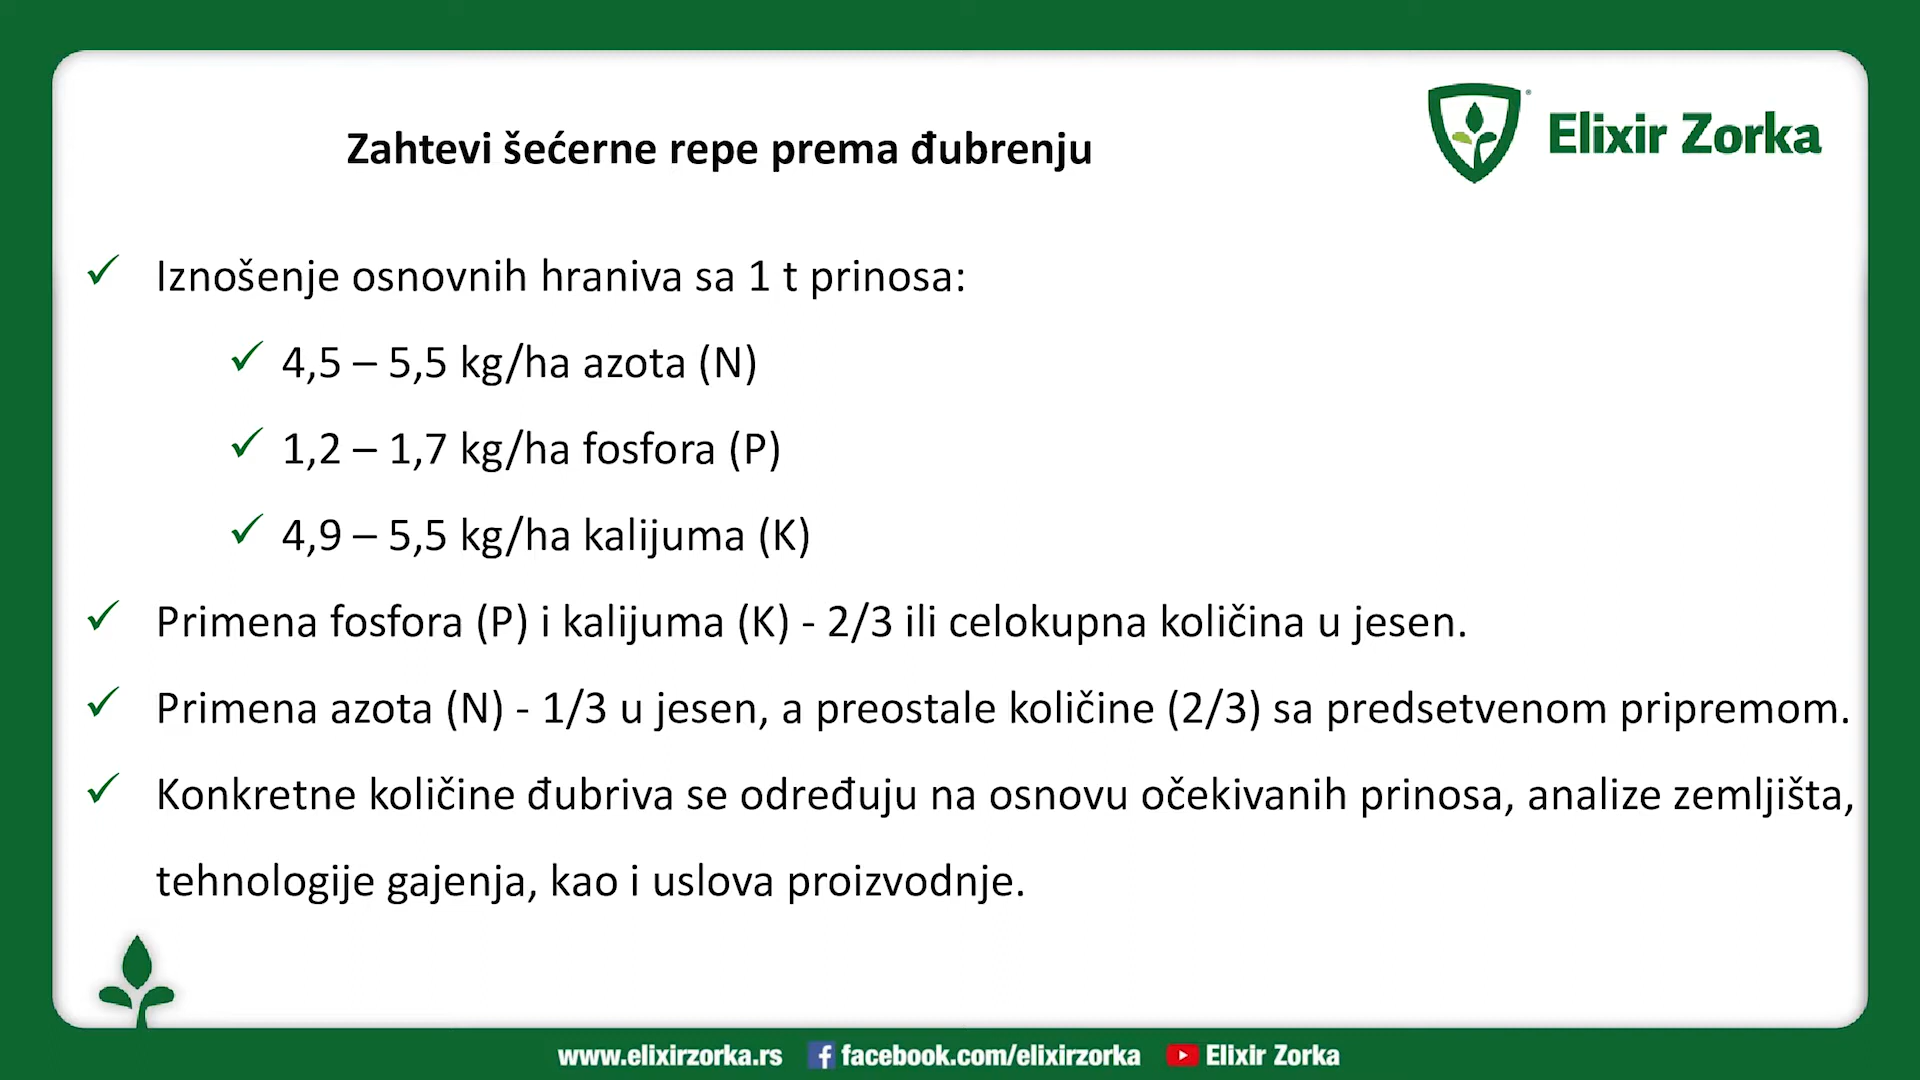 Elixir Zorka
Zahtevi šećerne repe prema đubrenju
✓ Iznošenje osnovnih hraniva sa 1 t prinosa:
✓ 4,5 – 5,5 kg/ha azota (N)
✓ 1,2 – 1,7 kg/ha fosfora (P)
✓ 4,9 – 5,5 kg/ha kalijuma (K)
✓ Primena fosfora (P) i kalijuma (K) - 2/3 ili celokupna količina u jesen.
✓ Primena azota (N) - 1/3 u jesen, a preostale količine (2/3) sa predsetvenom pripremom.
✓ Konkretne količine đubriva se određuju na osnovu očekivanih prinosa, analize zemljišta,
tehnologije gajenja, kao i uslova proizvodnje.
www.elixirzorka.rs facebook.com/elixirzorka Elixir Zorka